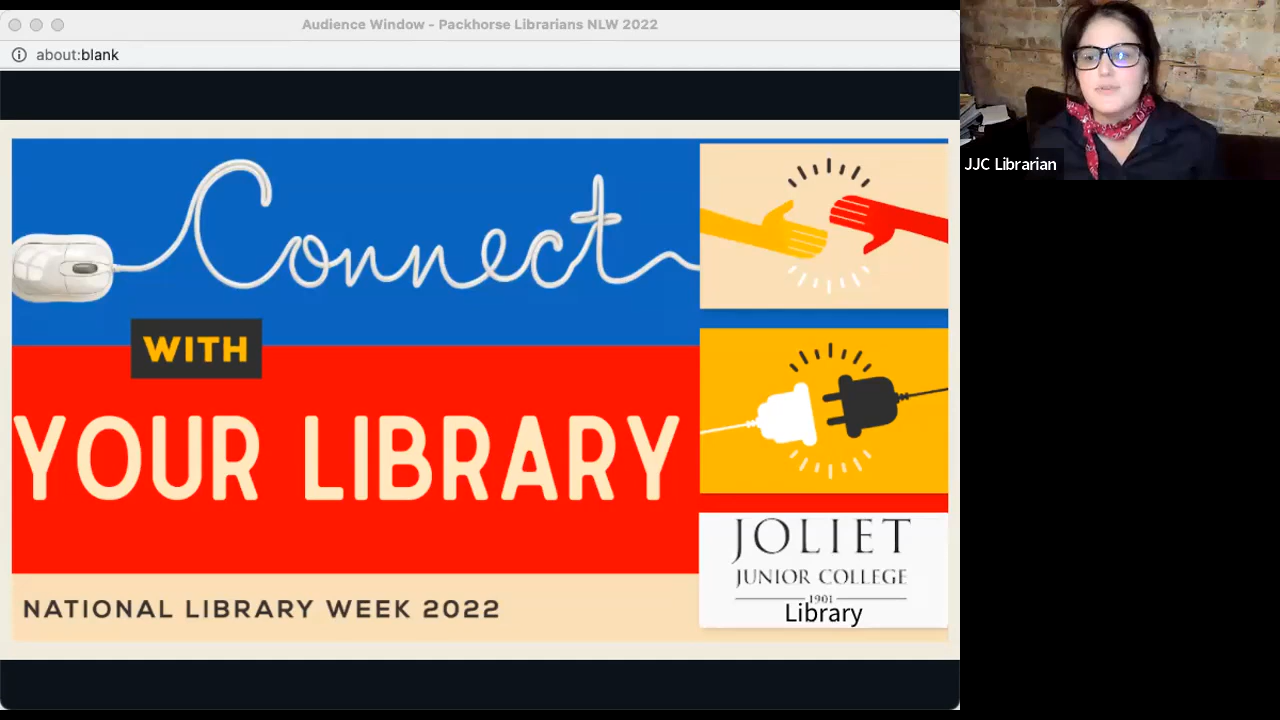 Audience Window - Packhorse Librarians NLW 2022
about:blank
Connect
WITH
YOUR LIBRARY
NATIONAL LIBRARY WEEK 2022
JOLIET
JUNIOR COLLEGE
1901
Library
JJC Librarian